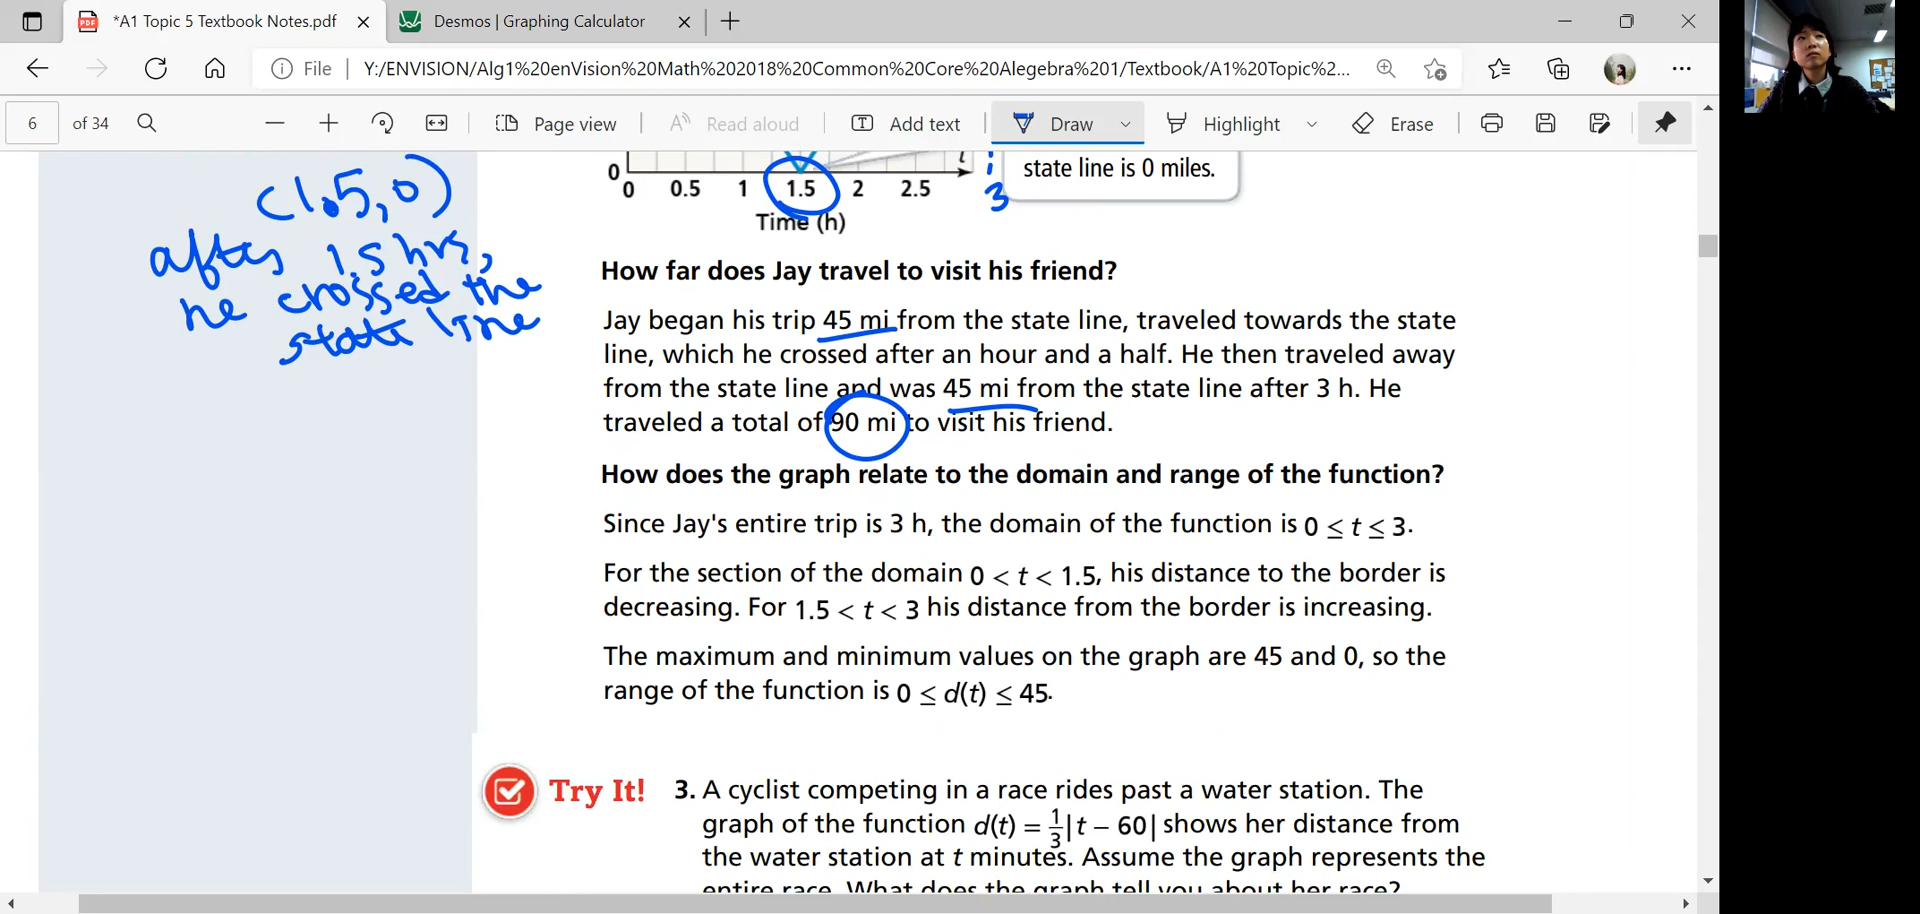 *A1 Topic 5 Textbook Notes.pdf
Desmos | Graphing Calculator
File
Y:/ENVISION/Alg1%20enVision%20Math%202018%20Common%20Core%20Alegebra%201/Textbook/A1%20Topic%2...
6 of 34
Page view
Read aloud
Add text
Draw
Highlight
Erase
(1.5,0)
after 1.5 hrs,
he crossed the
state line
0
t
0 0.5 1 1.5 2 2.5
3
Time (h)
state line is 0 miles.
How far does Jay travel to visit his friend?
Jay began his trip 45 mi from the state line, traveled towards the state
line, which he crossed after an hour and a half. He then traveled away
from the state line and was 45 mi from the state line after 3 h. He
traveled a total of 90 mi to visit his friend.
How does the graph relate to the domain and range of the function?
Since Jay's entire trip is 3 h, the domain of the function is 0 ≤ t ≤ 3.
For the section of the domain 0 < t < 1.5, his distance to the border is
decreasing. For 1.5 < t < 3 his distance from the border is increasing.
The maximum and minimum values on the graph are 45 and 0, so the
range of the function is 0 ≤ d(t) ≤ 45.
Try It!
3. A cyclist competing in a race rides past a water station. The
graph of the function d(t) = 1/3|t − 60| shows her distance from
the water station at t minutes. Assume the graph represents the
entire race. What does the graph tell you about her race?